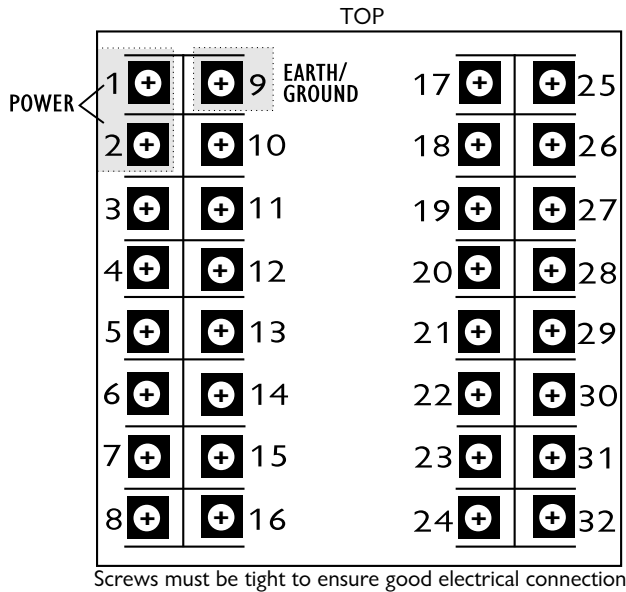 TOP
1 9 EARTH/ 17 25
GROUND
POWER
2 10 18 26
3 11 19 27
4 12 20 28
5 13 21 29
6 14 22 30
7 15 23 31
8 16 24 32
Screws must be tight to ensure good electrical connection